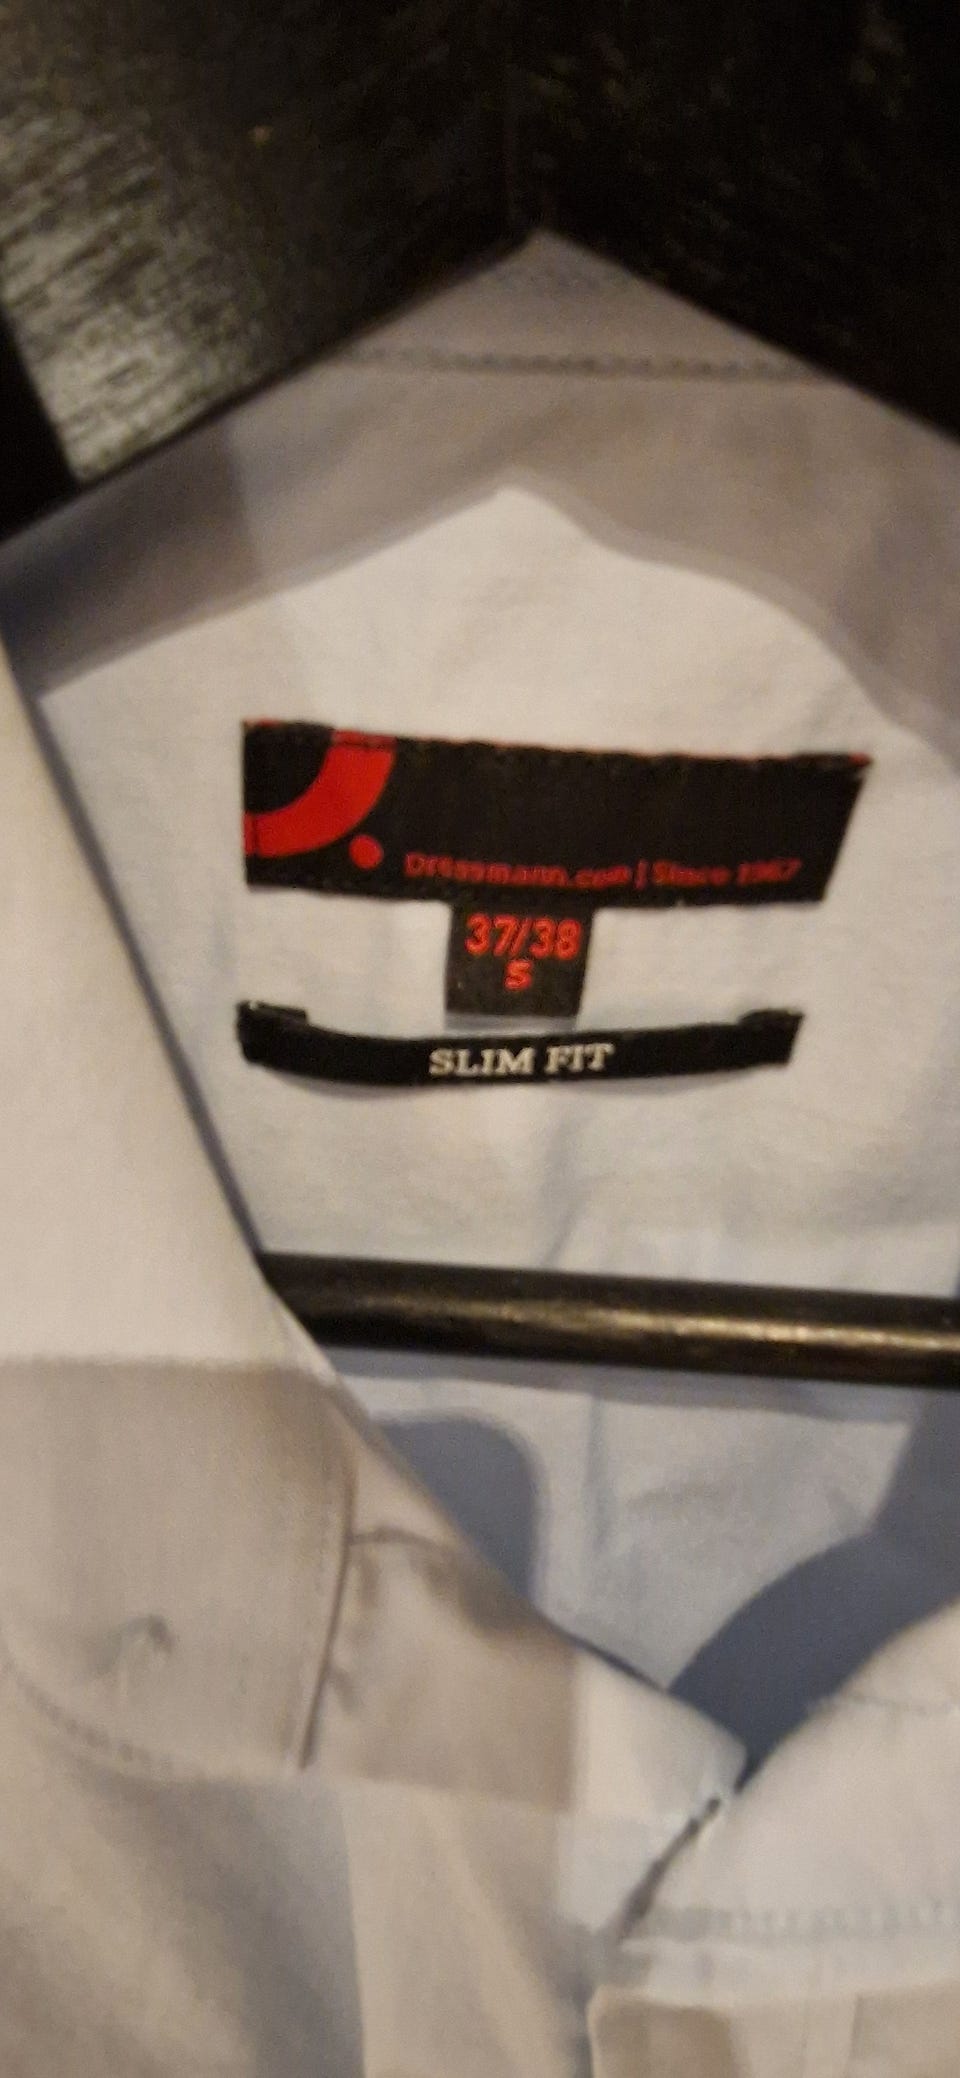 Dressmann.com | Since 1967
37/38
S
SLIM FIT